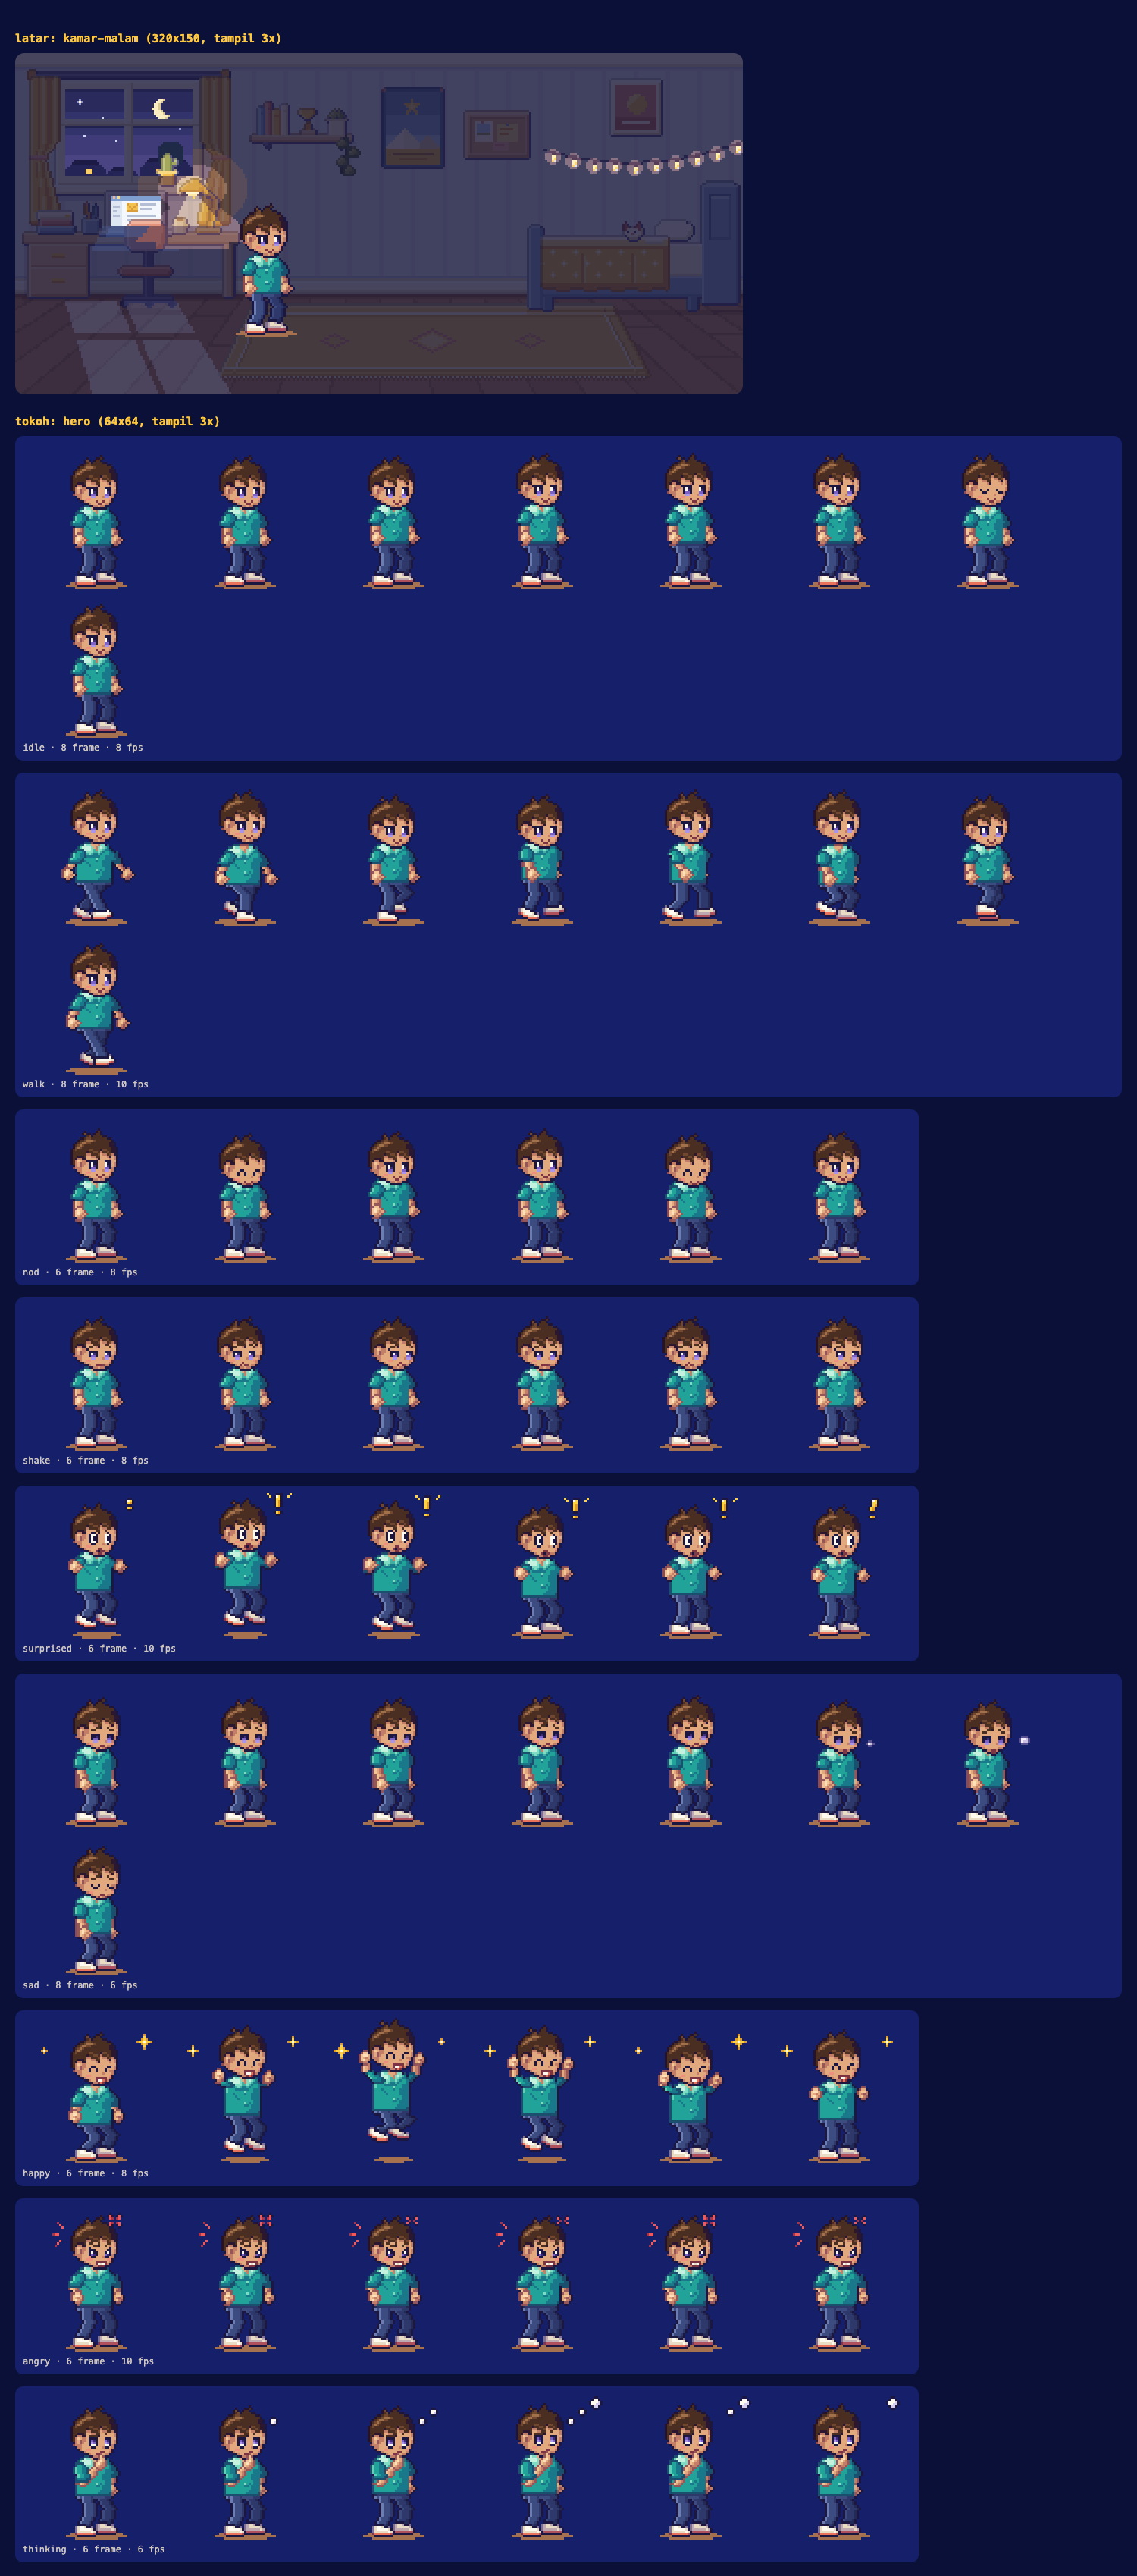 latar: kamar-malam (320x150, tampil 3x)
tokoh: hero (64x64, tampil 3x)
idle · 8 frame · 8 fps
walk · 8 frame · 10 fps
nod · 6 frame · 8 fps
shake · 6 frame · 8 fps
surprised · 6 frame · 10 fps
sad · 8 frame · 6 fps
happy · 6 frame · 8 fps
angry · 6 frame · 10 fps
thinking · 6 frame · 6 fps